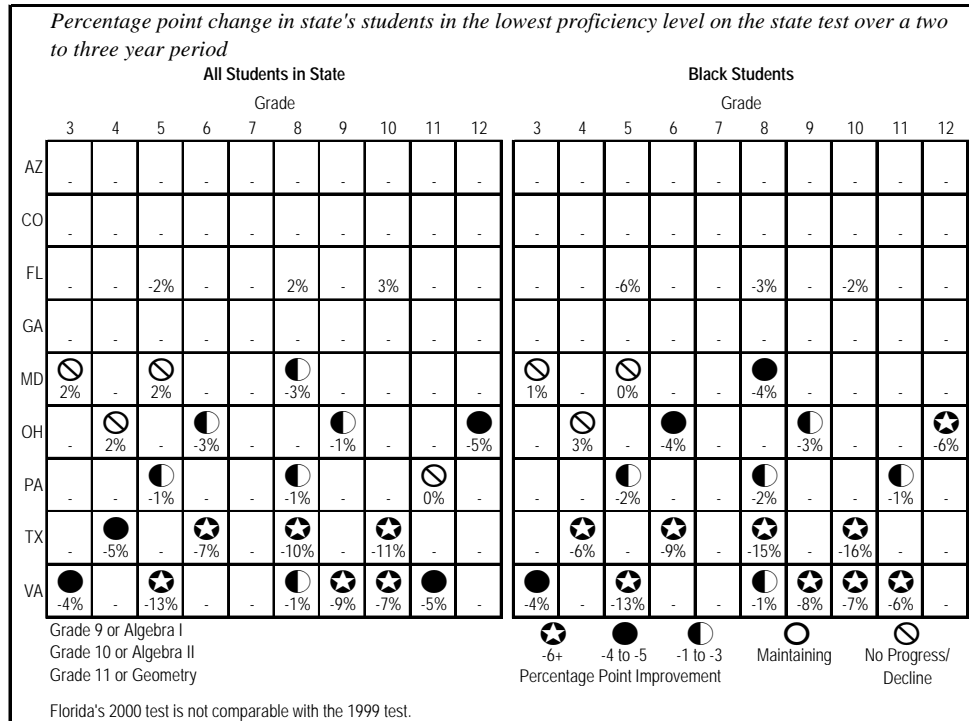 Percentage point change in state's students in the lowest proficiency level on the state test over a two
to three year period
All Students in State Black Students
Grade Grade
3 4 5 6 7 8 9 10 11 12 3 4 5 6 7 8 9 10 11 12
AZ - - - - - - - - - - - - - - - - - - - -
CO - - - - - - - - - - - - - - - - - - - -
FL - - -2% - - 2% - 3% - - - - -6% - - -3% - -2% - -
GA - - - - - - - - - - - - - - - - - - - -
MD 2% - 2% - - -3% - - - - 1% - 0% - - -4% - - - -
OH - 2% - -3% - - -1% - - -5% - 3% - -4% - - -3% - - -6%
PA - - -1% - - -1% - - 0% - - - -2% - - -2% - - -1% -
TX - -5% - -7% - -10% - -11% - - - -6% - -9% - -15% - -16% - -
VA -4% - -13% - - -1% -9% -7% -5% - -4% - -13% - - -1% -8% -7% -6% -
Grade 9 or Algebra I
Grade 10 or Algebra II
Grade 11 or Geometry
-6+ -4 to -5 -1 to -3 Maintaining No Progress/
Percentage Point Improvement Decline
Florida's 2000 test is not comparable with the 1999 test.